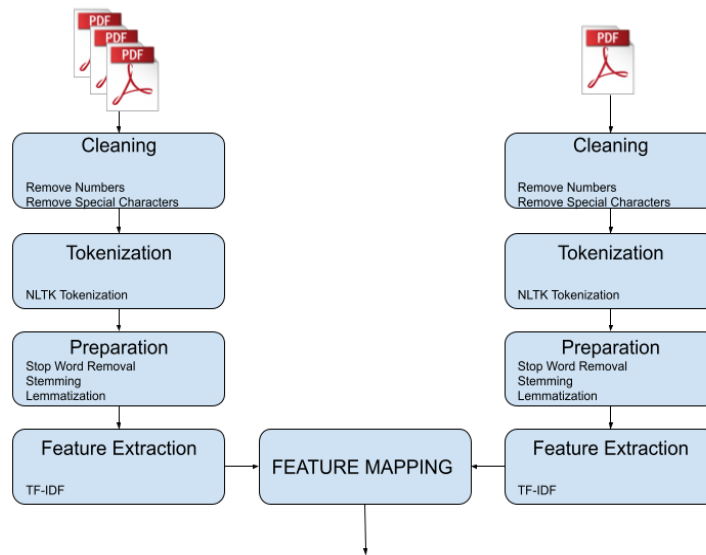 PDF
PDF
PDF
Cleaning
Remove Numbers
Remove Special Characters
Tokenization
NLTK Tokenization
Preparation
Stop Word Removal
Stemming
Lemmatization
Feature Extraction
TF-IDF
FEATURE MAPPING
PDF
Cleaning
Remove Numbers
Remove Special Characters
Tokenization
NLTK Tokenization
Preparation
Stop Word Removal
Stemming
Lemmatization
Feature Extraction
TF-IDF